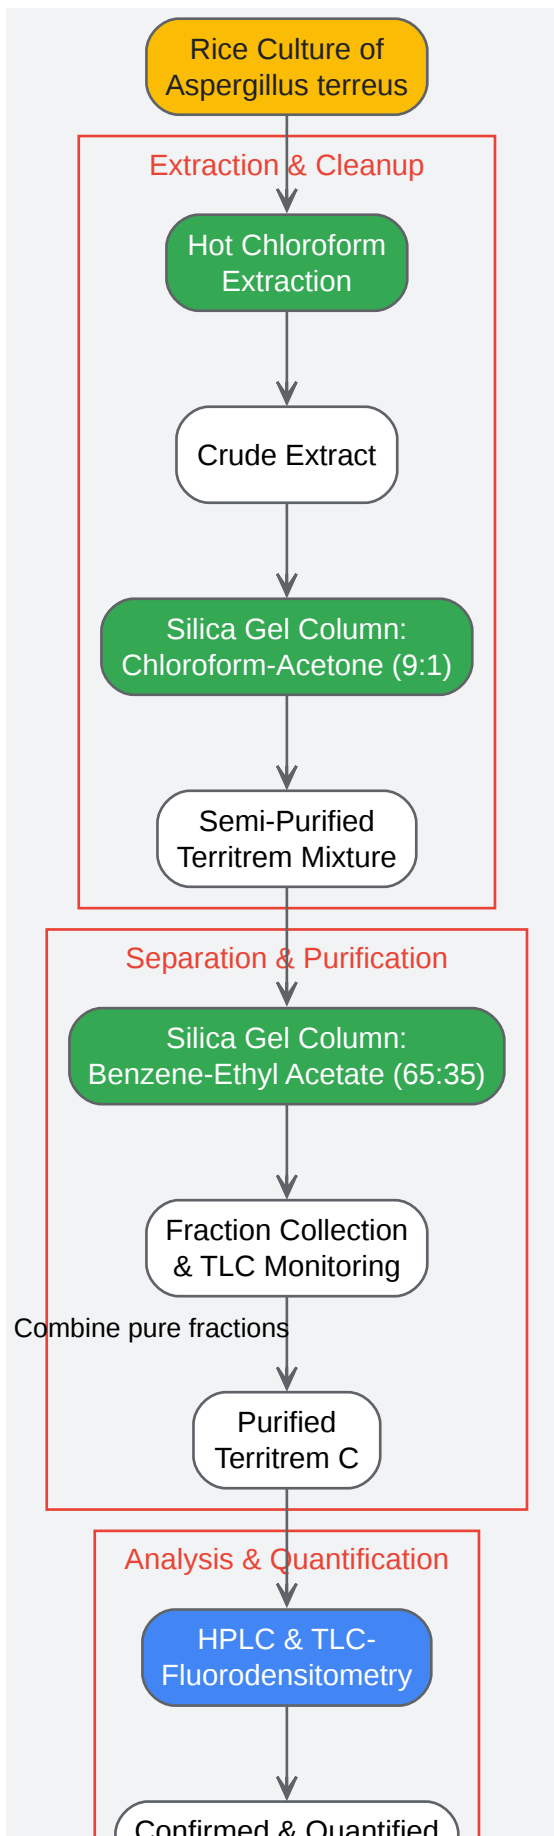 Rice Culture of
Aspergillus terreus
Extraction & Cleanup
Hot Chloroform
Extraction
Crude Extract
Silica Gel Column:
Chloroform-Acetone (9:1)
Semi-Purified
Territrem Mixture
Separation & Purification
Silica Gel Column:
Benzene-Ethyl Acetate (65:35)
Fraction Collection
& TLC Monitoring
Combine pure fractions
Purified
Territrem C
Analysis & Quantification
HPLC & TLC-
Fluorodensitometry
Confirmed & Quantified